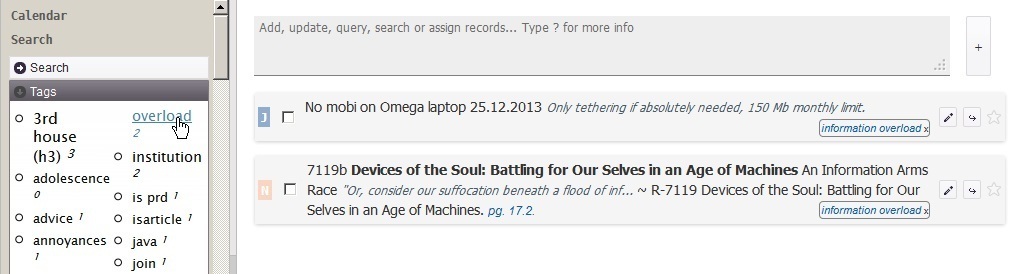 Calendar
Search
Search
Tags
3rd
house
(h3) 3
adolescence
0
advice 1
annoyances
1
overload
2
institution
2
is prd 1
isarticle 1
java 1
join 1
Add, update, query, search or assign records... Type ? for more info
+
J
No mobi on Omega laptop 25.12.2013 Only tethering if absolutely needed, 150 Mb monthly limit.
information overload x
N
7119b Devices of the Soul: Battling for Our Selves in an Age of Machines An Information Arms
Race "Or, consider our suffocation beneath a flood of inf... ~ R-7119 Devices of the Soul: Battling for Our
Selves in an Age of Machines. pg. 17.2.
information overload x